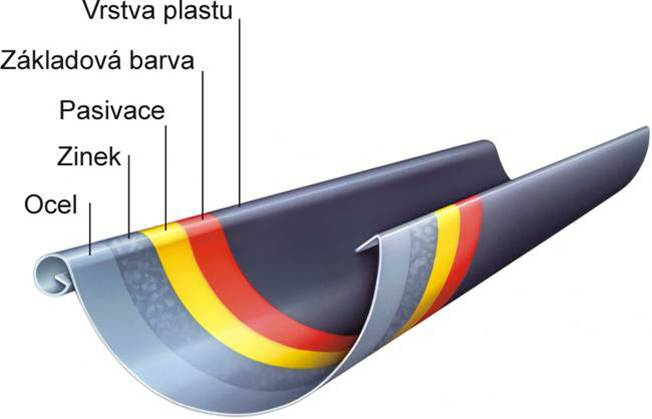 Vrstva plastu
Základová barva
Pasivace
Zinek
Ocel